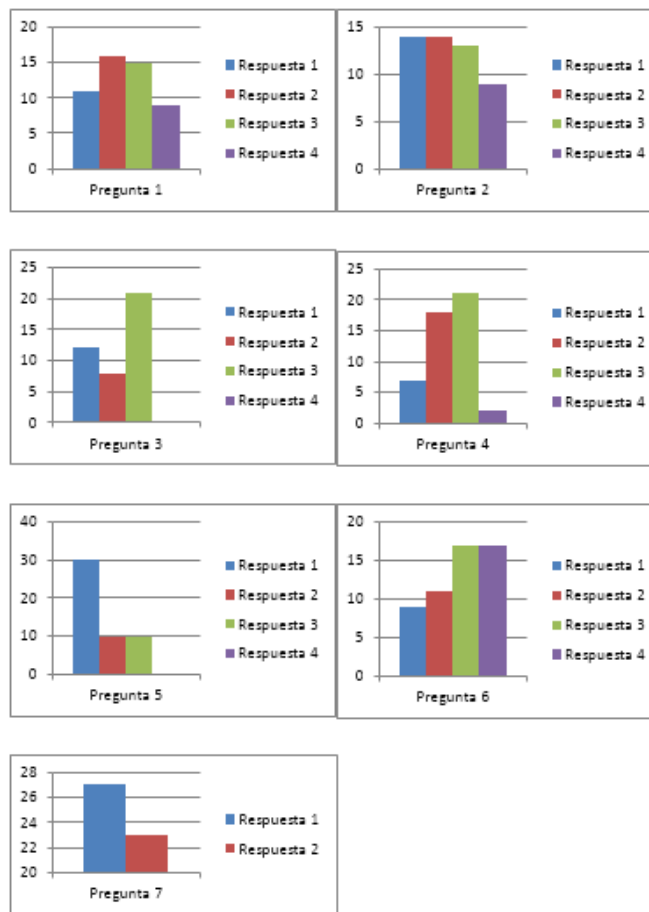 20
15
10
5
0
Pregunta 1
Respuesta 1
Respuesta 2
Respuesta 3
Respuesta 4
15
10
5
0
Pregunta 2
Respuesta 1
Respuesta 2
Respuesta 3
Respuesta 4
25
20
15
10
5
0
Pregunta 3
Respuesta 1
Respuesta 2
Respuesta 3
Respuesta 4
25
20
15
10
5
0
Pregunta 4
Respuesta 1
Respuesta 2
Respuesta 3
Respuesta 4
40
30
20
10
0
Pregunta 5
Respuesta 1
Respuesta 2
Respuesta 3
Respuesta 4
20
15
10
5
0
Pregunta 6
Respuesta 1
Respuesta 2
Respuesta 3
Respuesta 4
28
26
24
22
20
Pregunta 7
Respuesta 1
Respuesta 2